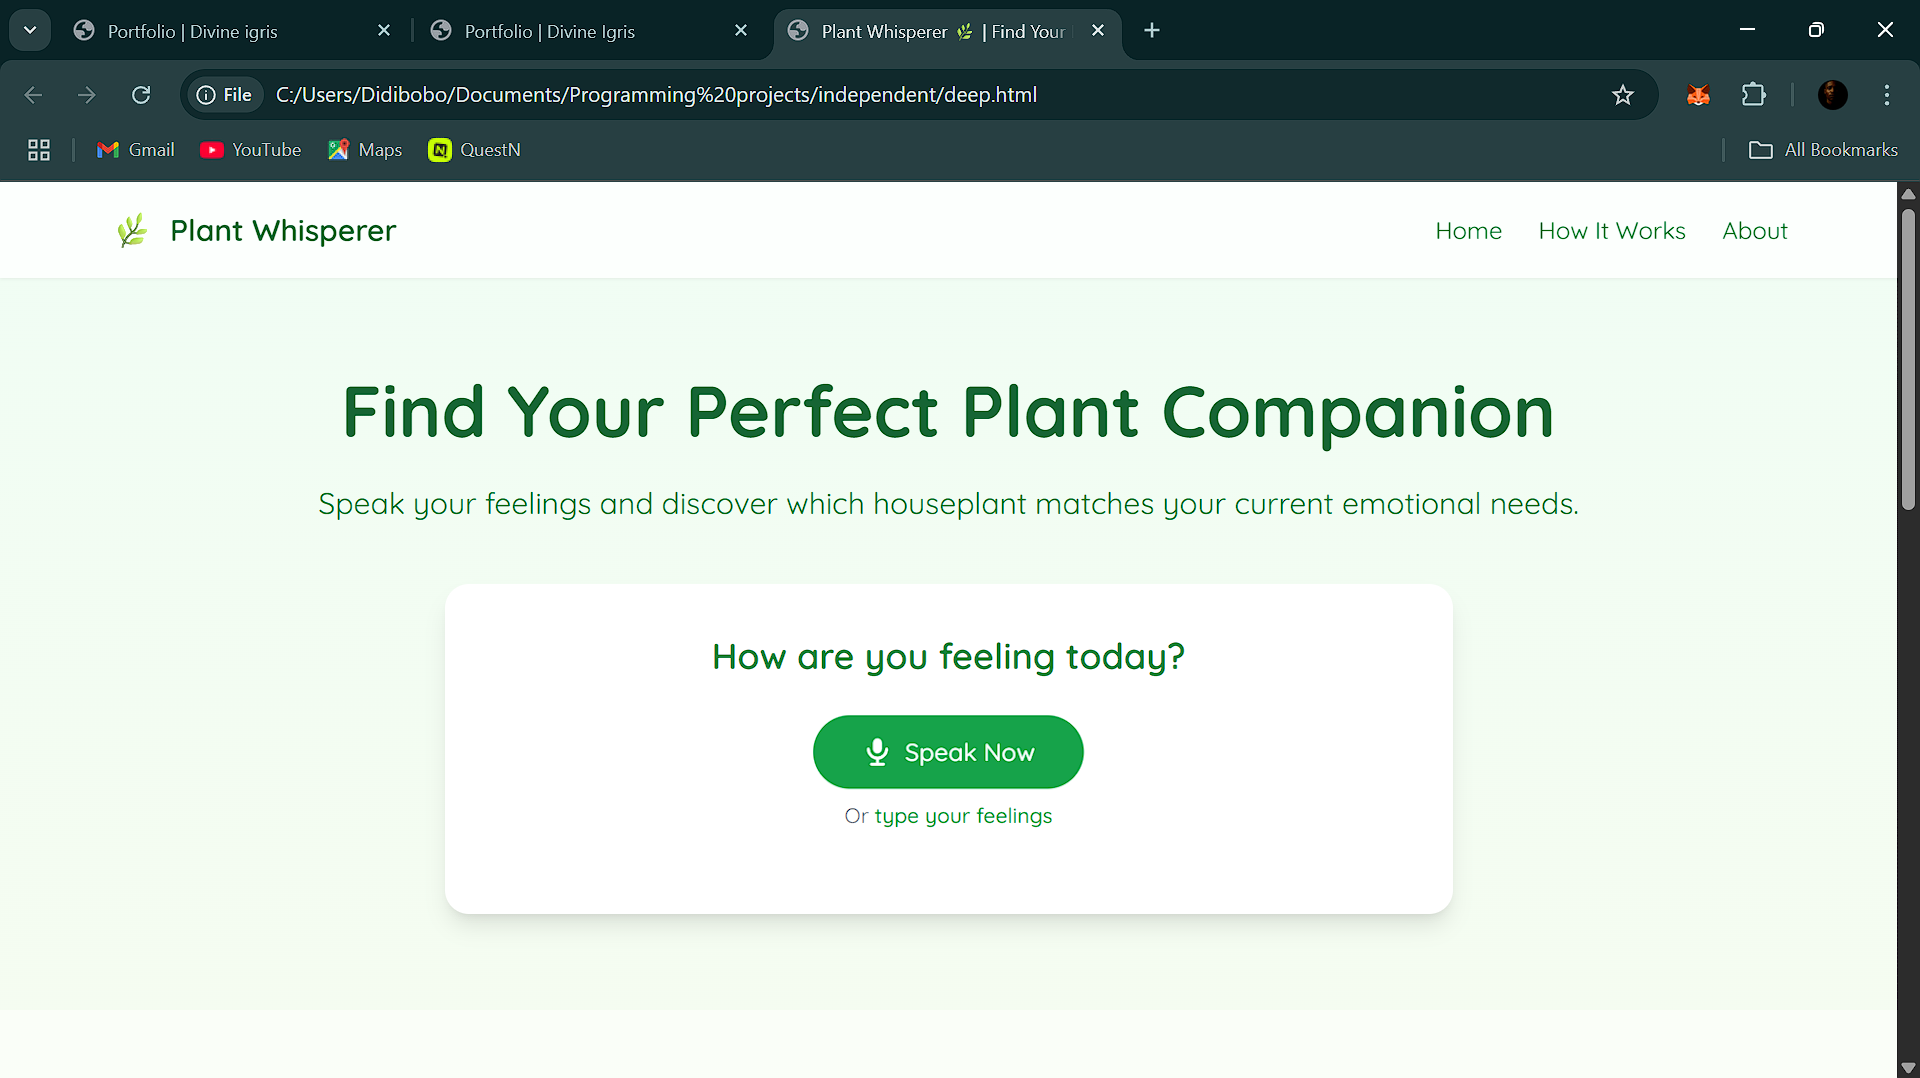 Portfolio | Divine igris
Portfolio | Divine Igris
Plant Whisperer 🌿 | Find Your
File
C:/Users/Didibobo/Documents/Programming%20projects/independent/deep.html
Gmail
YouTube
Maps
QuestN
All Bookmarks
Plant Whisperer
Home
How It Works
About
Find Your Perfect Plant Companion
Speak your feelings and discover which houseplant matches your current emotional needs.
How are you feeling today?
Speak Now
Or type your feelings